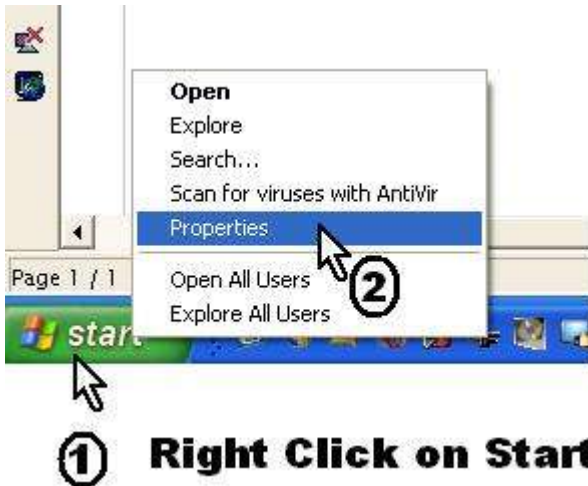 Open
Explore
Search...
Scan for viruses with AntiVir
Properties
Page 1 / 1
Open All Users
2
Explore All Users
start
1 Right Click on Start